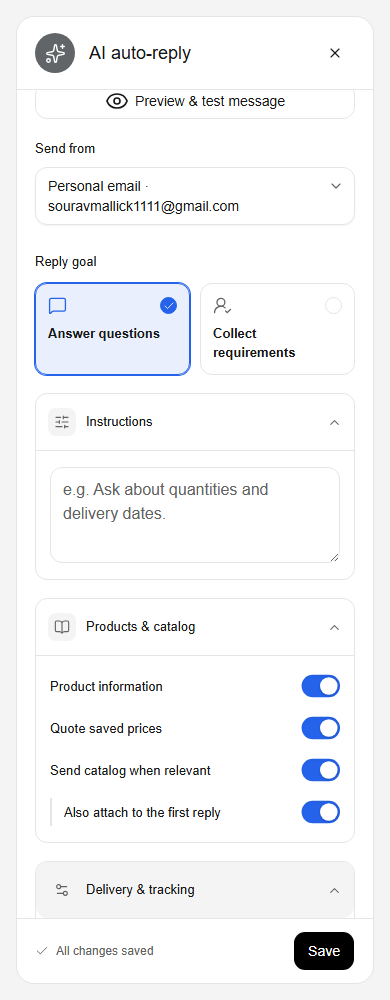 AI auto-reply
Preview & test message
Send from
Personal email ·
souravmallick1111@gmail.com
Reply goal
Answer questions
Collect
requirements
Instructions
e.g. Ask about quantities and
delivery dates.
Products & catalog
Product information
Quote saved prices
Send catalog when relevant
Also attach to the first reply
Delivery & tracking
All changes saved
Save